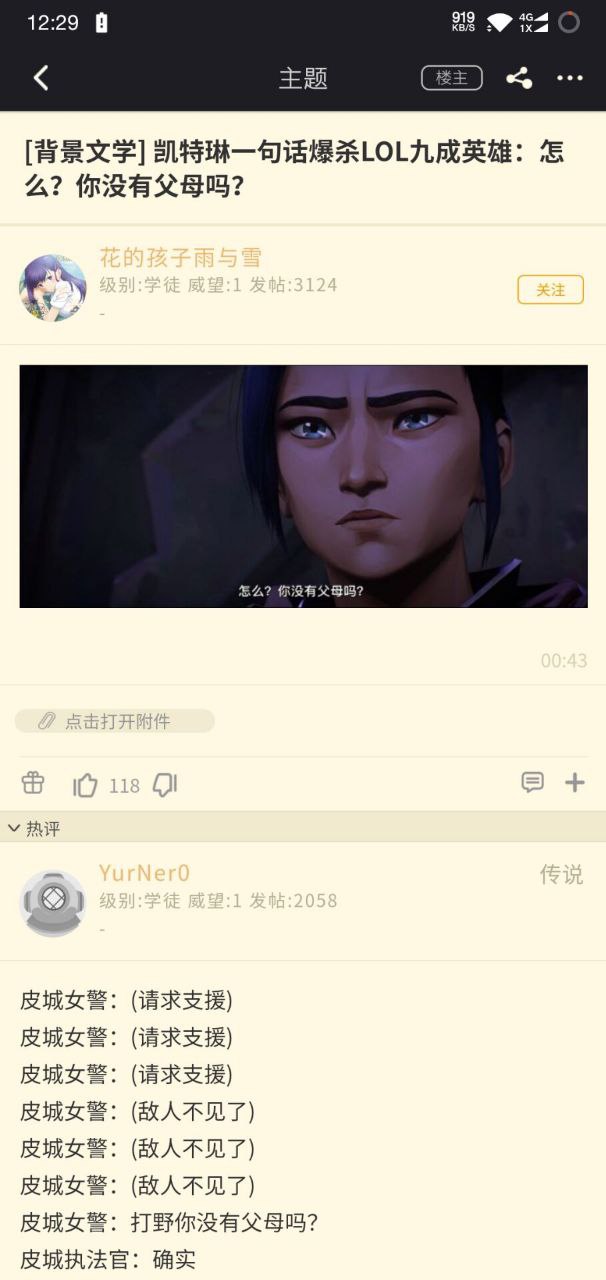 12:29
919
KB/S
4G
1X
主题
楼主
[背景文学] 凯特琳一句话爆杀LOL九成英雄：怎
么？你没有父母吗？
花的孩子雨与雪
级别:学徒 威望:1 发帖:3124
-
关注
怎么？你没有父母吗？
00:43
点击打开附件
118
热评
YurNer0
传说
级别:学徒 威望:1 发帖:2058
-
皮城女警：(请求支援)
皮城女警：(请求支援)
皮城女警：(请求支援)
皮城女警：(敌人不见了)
皮城女警：(敌人不见了)
皮城女警：(敌人不见了)
皮城女警：打野你没有父母吗？
皮城执法官：确实